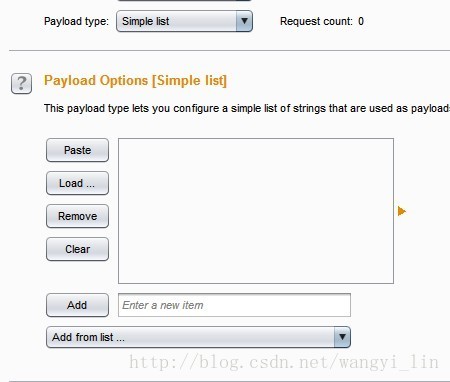 Payload type: Simple list Request count: 0
? Payload Options [Simple list]
This payload type lets you configure a simple list of strings that are used as payloads
Paste
Load ...
Remove
Clear
Add Enter a new item
Add from list ...
http://blog.csdn.net/wangyi_lin